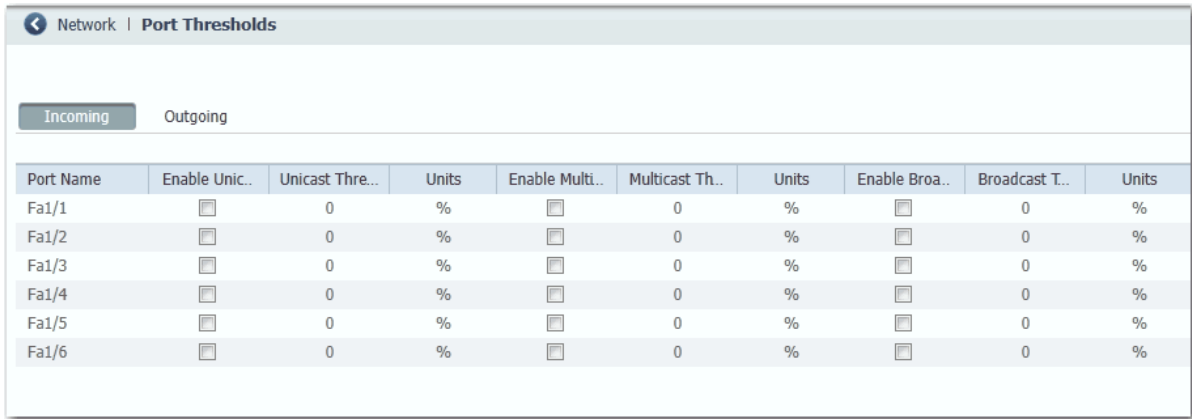 Network | Port Thresholds
Incoming Outgoing
Port Name Enable Unic... Unicast Thre... Units Enable Multi... Multicast Th... Units Enable Broa... Broadcast T... Units
Fa1/1 0 % 0 % 0 %
Fa1/2 0 % 0 % 0 %
Fa1/3 0 % 0 % 0 %
Fa1/4 0 % 0 % 0 %
Fa1/5 0 % 0 % 0 %
Fa1/6 0 % 0 % 0 %